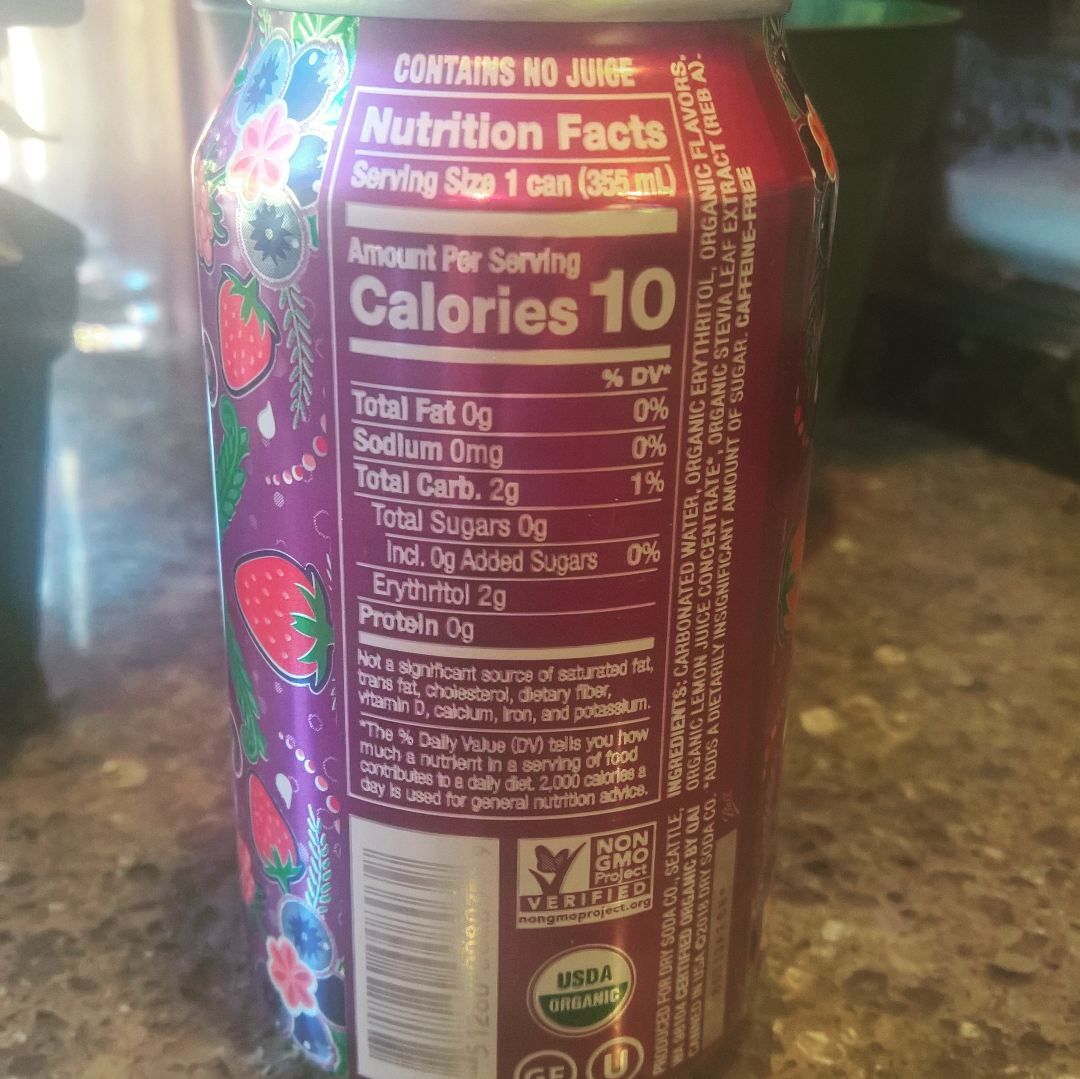 CONTAINS NO JUICE
Nutrition Facts
Serving Size 1 can (355 mL)
Amount Per Serving
Calories 10
% DV*
Total Fat 0g 0%
Sodium 0mg 0%
Total Carb. 2g 1%
Total Sugars 0g
Incl. 0g Added Sugars 0%
Erythritol 2g
Protein 0g
Not a significant source of saturated fat,
trans fat, cholesterol, dietary fiber,
vitamin D, calcium, iron, and potassium.
*The % Daily Value (DV) tells you how
much a nutrient in a serving of food
contributes to a daily diet. 2,000 calories a
day is used for general nutrition advice.
INGREDIENTS: CARBONATED WATER, ORGANIC ERYTHRITOL, ORGANIC FLAVORS,
ORGANIC LEMON JUICE CONCENTRATE*, ORGANIC STEVIA LEAF EXTRACT (REB A).
*ADDS A DIETARILY INSIGNIFICANT AMOUNT OF SUGAR. CAFFEINE-FREE
NON
GMO
Project
VERIFIED
nongmoproject.org
USDA
ORGANIC
GF
U
PRODUCED FOR DRY SODA CO., SEATTLE,
WA 98104 CERTIFIED ORGANIC BY QAI
CANNED IN USA ©2018 DRY SODA CO.